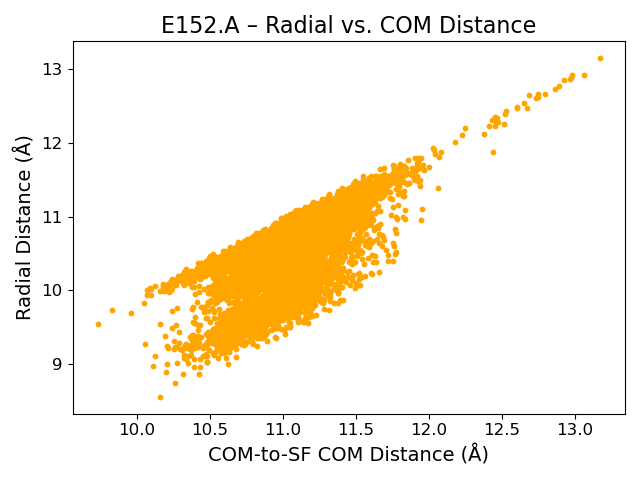 E152.A – Radial vs. COM Distance
Radial Distance (Å)
13
12
11
10
9
10.0 10.5 11.0 11.5 12.0 12.5 13.0
COM-to-SF COM Distance (Å)